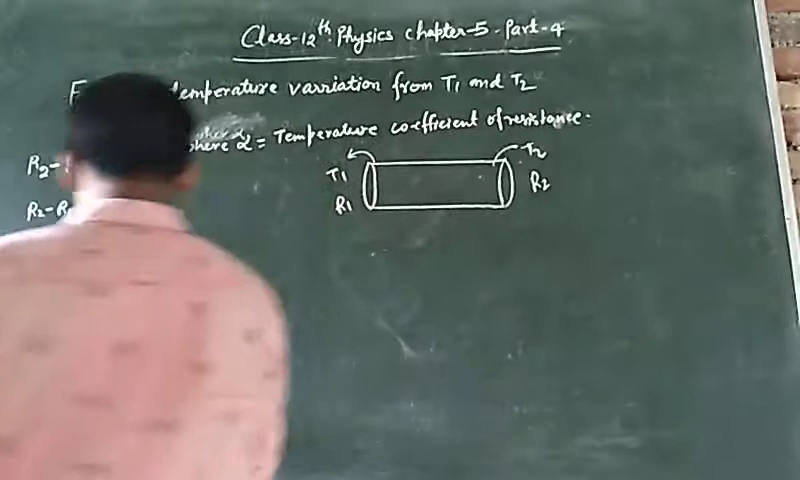 Class-12th Physics chapter-5-Part-4
temperature varriation from T1 and T2
where α = Temperature coefficient of resistance.
T1 T2
R1 R2
R2-
R2-R